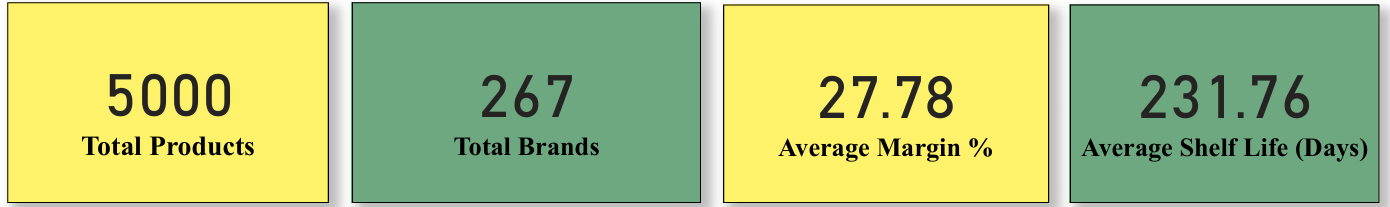 5000
Total Products
267
Total Brands
27.78
Average Margin %
231.76
Average Shelf Life (Days)